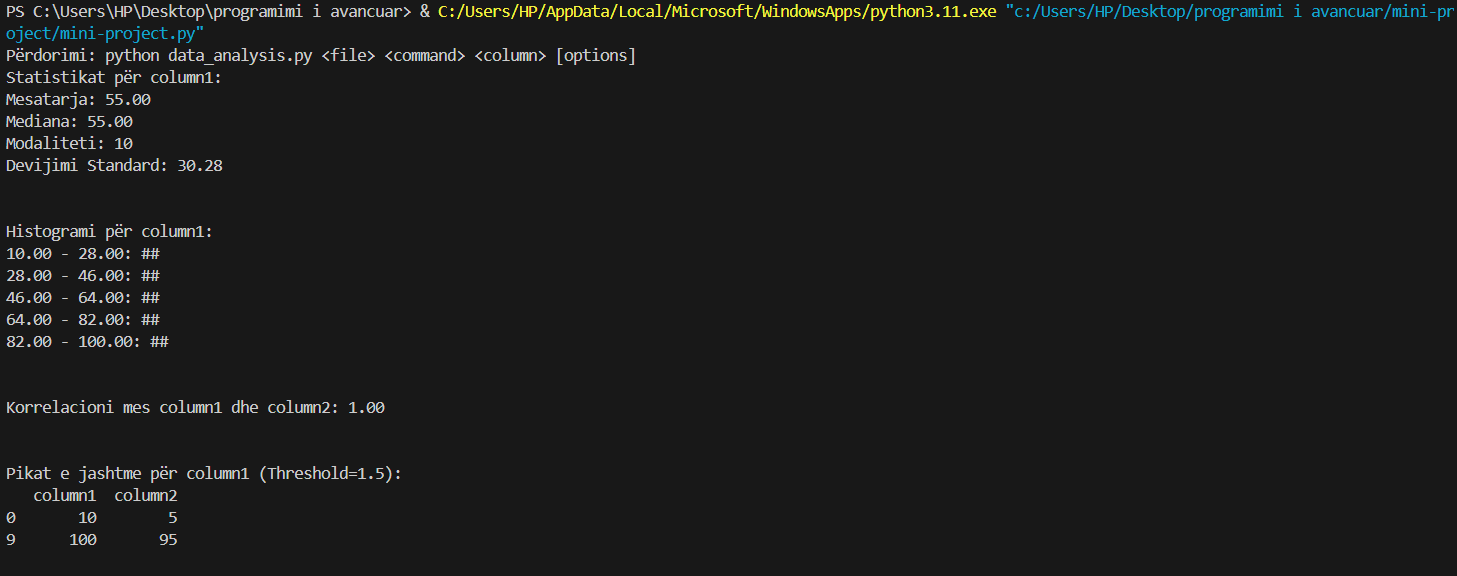 PS C:\Users\HP\Desktop\programimi i avancuar> & C:/Users/HP/AppData/Local/Microsoft/WindowsApps/python3.11.exe "c:/Users/HP/Desktop/programimi i avancuar/mini-pr
oject/mini-project.py"
Përdorimi: python data_analysis.py <file> <command> <column> [options]
Statistikat për column1:
Mesatarja: 55.00
Mediana: 55.00
Modaliteti: 10
Devijimi Standard: 30.28
Histogrami për column1:
10.00 - 28.00: ##
28.00 - 46.00: ##
46.00 - 64.00: ##
64.00 - 82.00: ##
82.00 - 100.00: ##
Korrelacioni mes column1 dhe column2: 1.00
Pikat e jashtme për column1 (Threshold=1.5):
   column1  column2
0       10        5
9      100       95